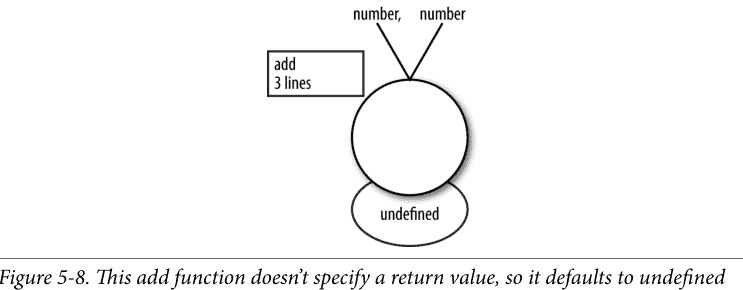 number, number
add
3 lines
undefined
Figure 5-8. This add function doesn’t specify a return value, so it defaults to undefined